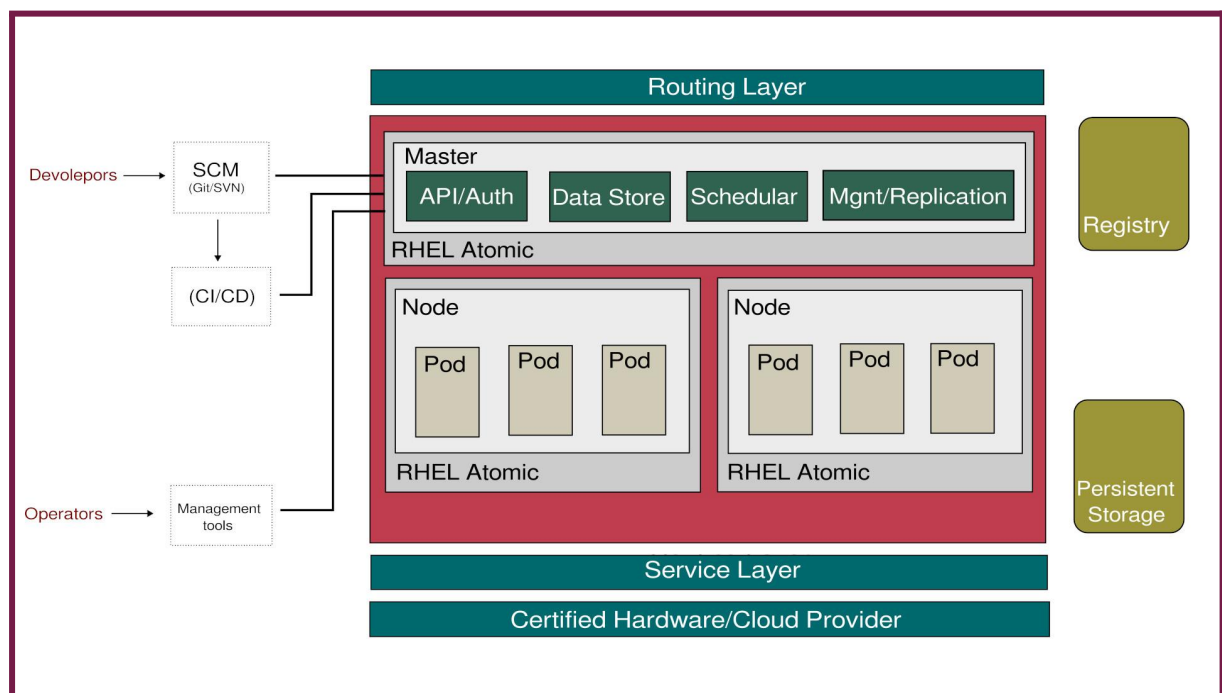 Routing Layer
Devolepors
SCM
(Git/SVN)
(CI/CD)
Operators
Management
tools
Master
API/Auth
Data Store
Schedular
Mgnt/Replication
RHEL Atomic
Node
Pod
Pod
Pod
RHEL Atomic
Node
Pod
Pod
Pod
RHEL Atomic
Registry
Persistent
Storage
Service Layer
Certified Hardware/Cloud Provider